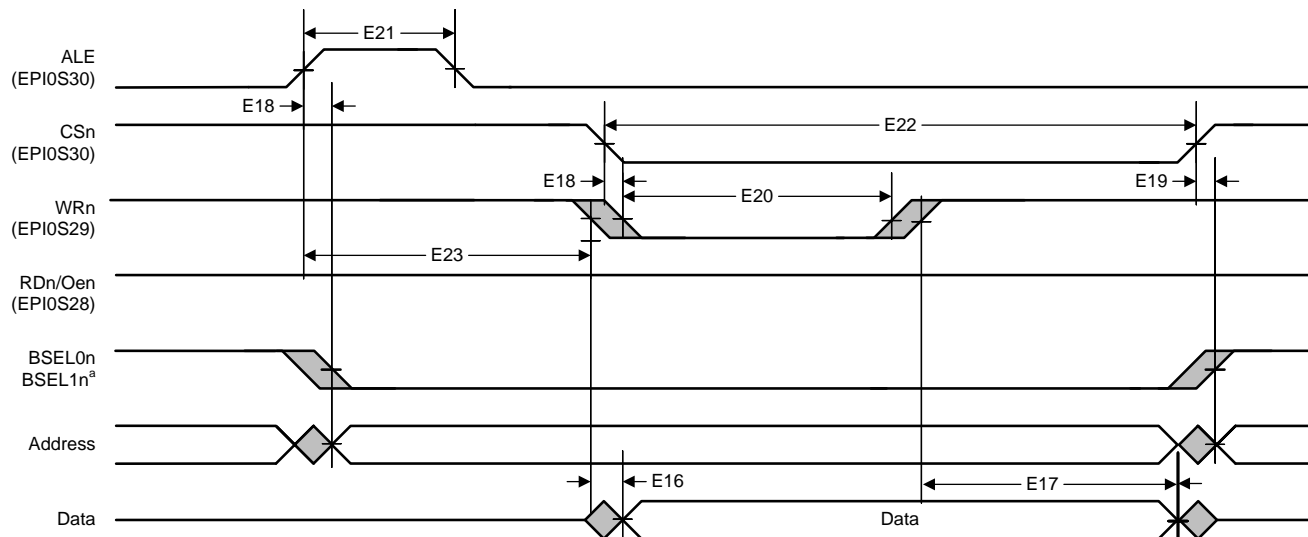 E21
ALE
(EPI0S30)
E18
CSn
(EPI0S30)
E22
E18
E20
E19
WRn
(EPI0S29)
E23
RDn/Oen
(EPI0S28)
BSEL0n
BSEL1nª
Address
E16
E17
Data
Data